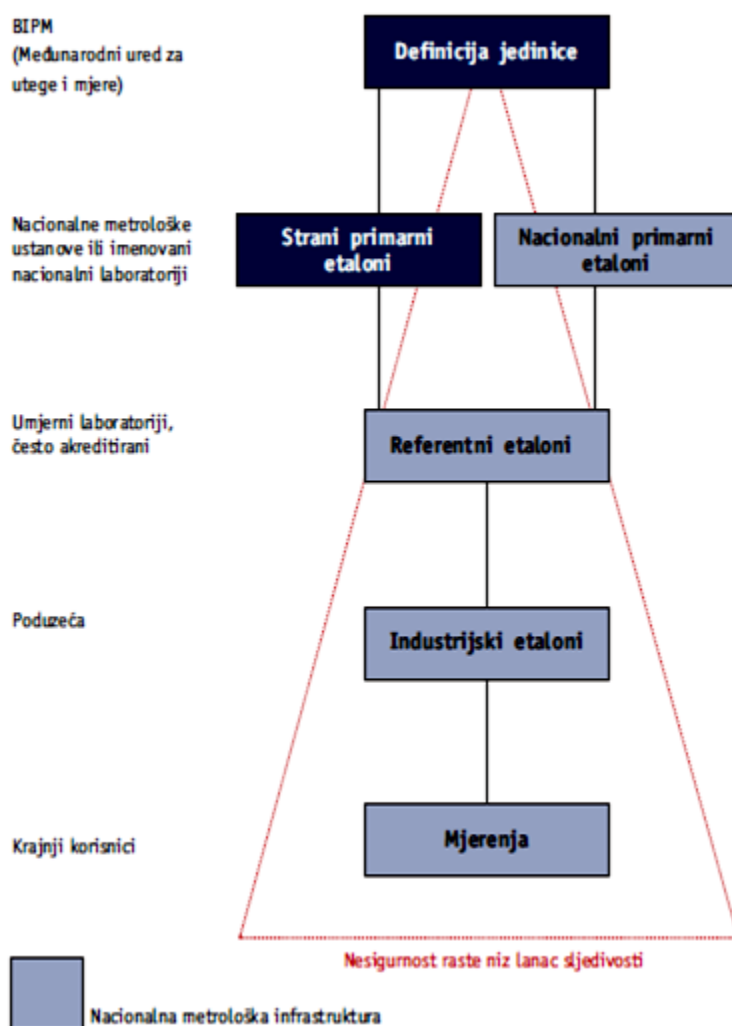 BIPM
(Međunarodni ured za
utege i mjere)
Definicija jedinice
Nacionalne metrološke
ustanove ili imenovani
nacionalni laboratoriji
Strani primarni
etaloni
Nacionalni primarni
etaloni
Umjerni laboratoriji,
često akreditirani
Referentni etaloni
Poduzeća
Industrijski etaloni
Krajnji korisnici
Mjerenja
Nesigurnost raste niz lanac sljedivosti
Nacionalna metrološka infrastruktura